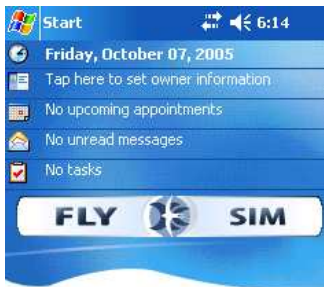 Start 6:14
Friday, October 07, 2005
Tap here to set owner information
No upcoming appointments
No unread messages
No tasks
FLY SIM